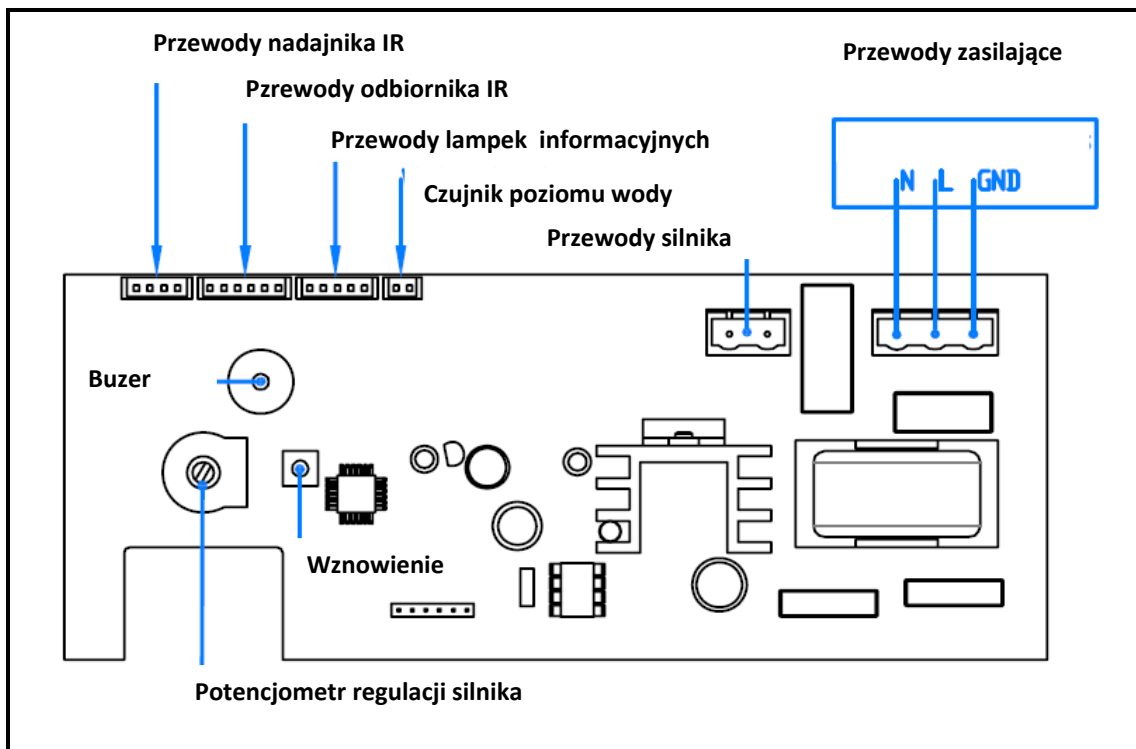 Przewody nadajnika IR
Przewody zasilające
Pzrewody odbiornika IR
Przewody lampek informacyjnych
Czujnik poziomu wody
N L GND
Przewody silnika
Buzer
Wznowienie
Potencjometr regulacji silnika